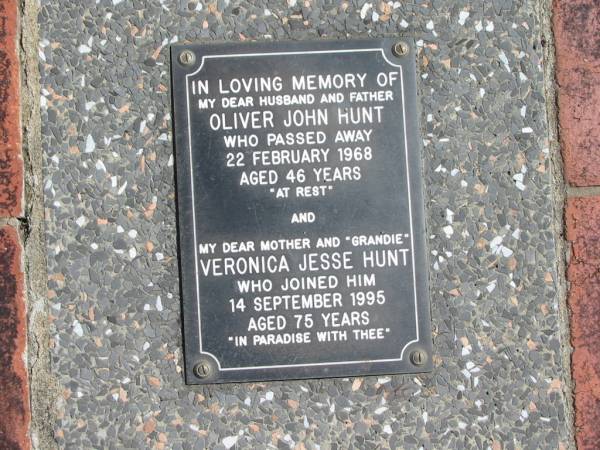 IN LOVING MEMORY OF
MY DEAR HUSBAND AND FATHER
OLIVER JOHN HUNT
WHO PASSED AWAY
22 FEBRUARY 1968
AGED 46 YEARS
"AT REST"
AND
MY DEAR MOTHER AND "GRANDIE"
VERONICA JESSE HUNT
WHO JOINED HIM
14 SEPTEMBER 1995
AGED 75 YEARS
"IN PARADISE WITH THEE"